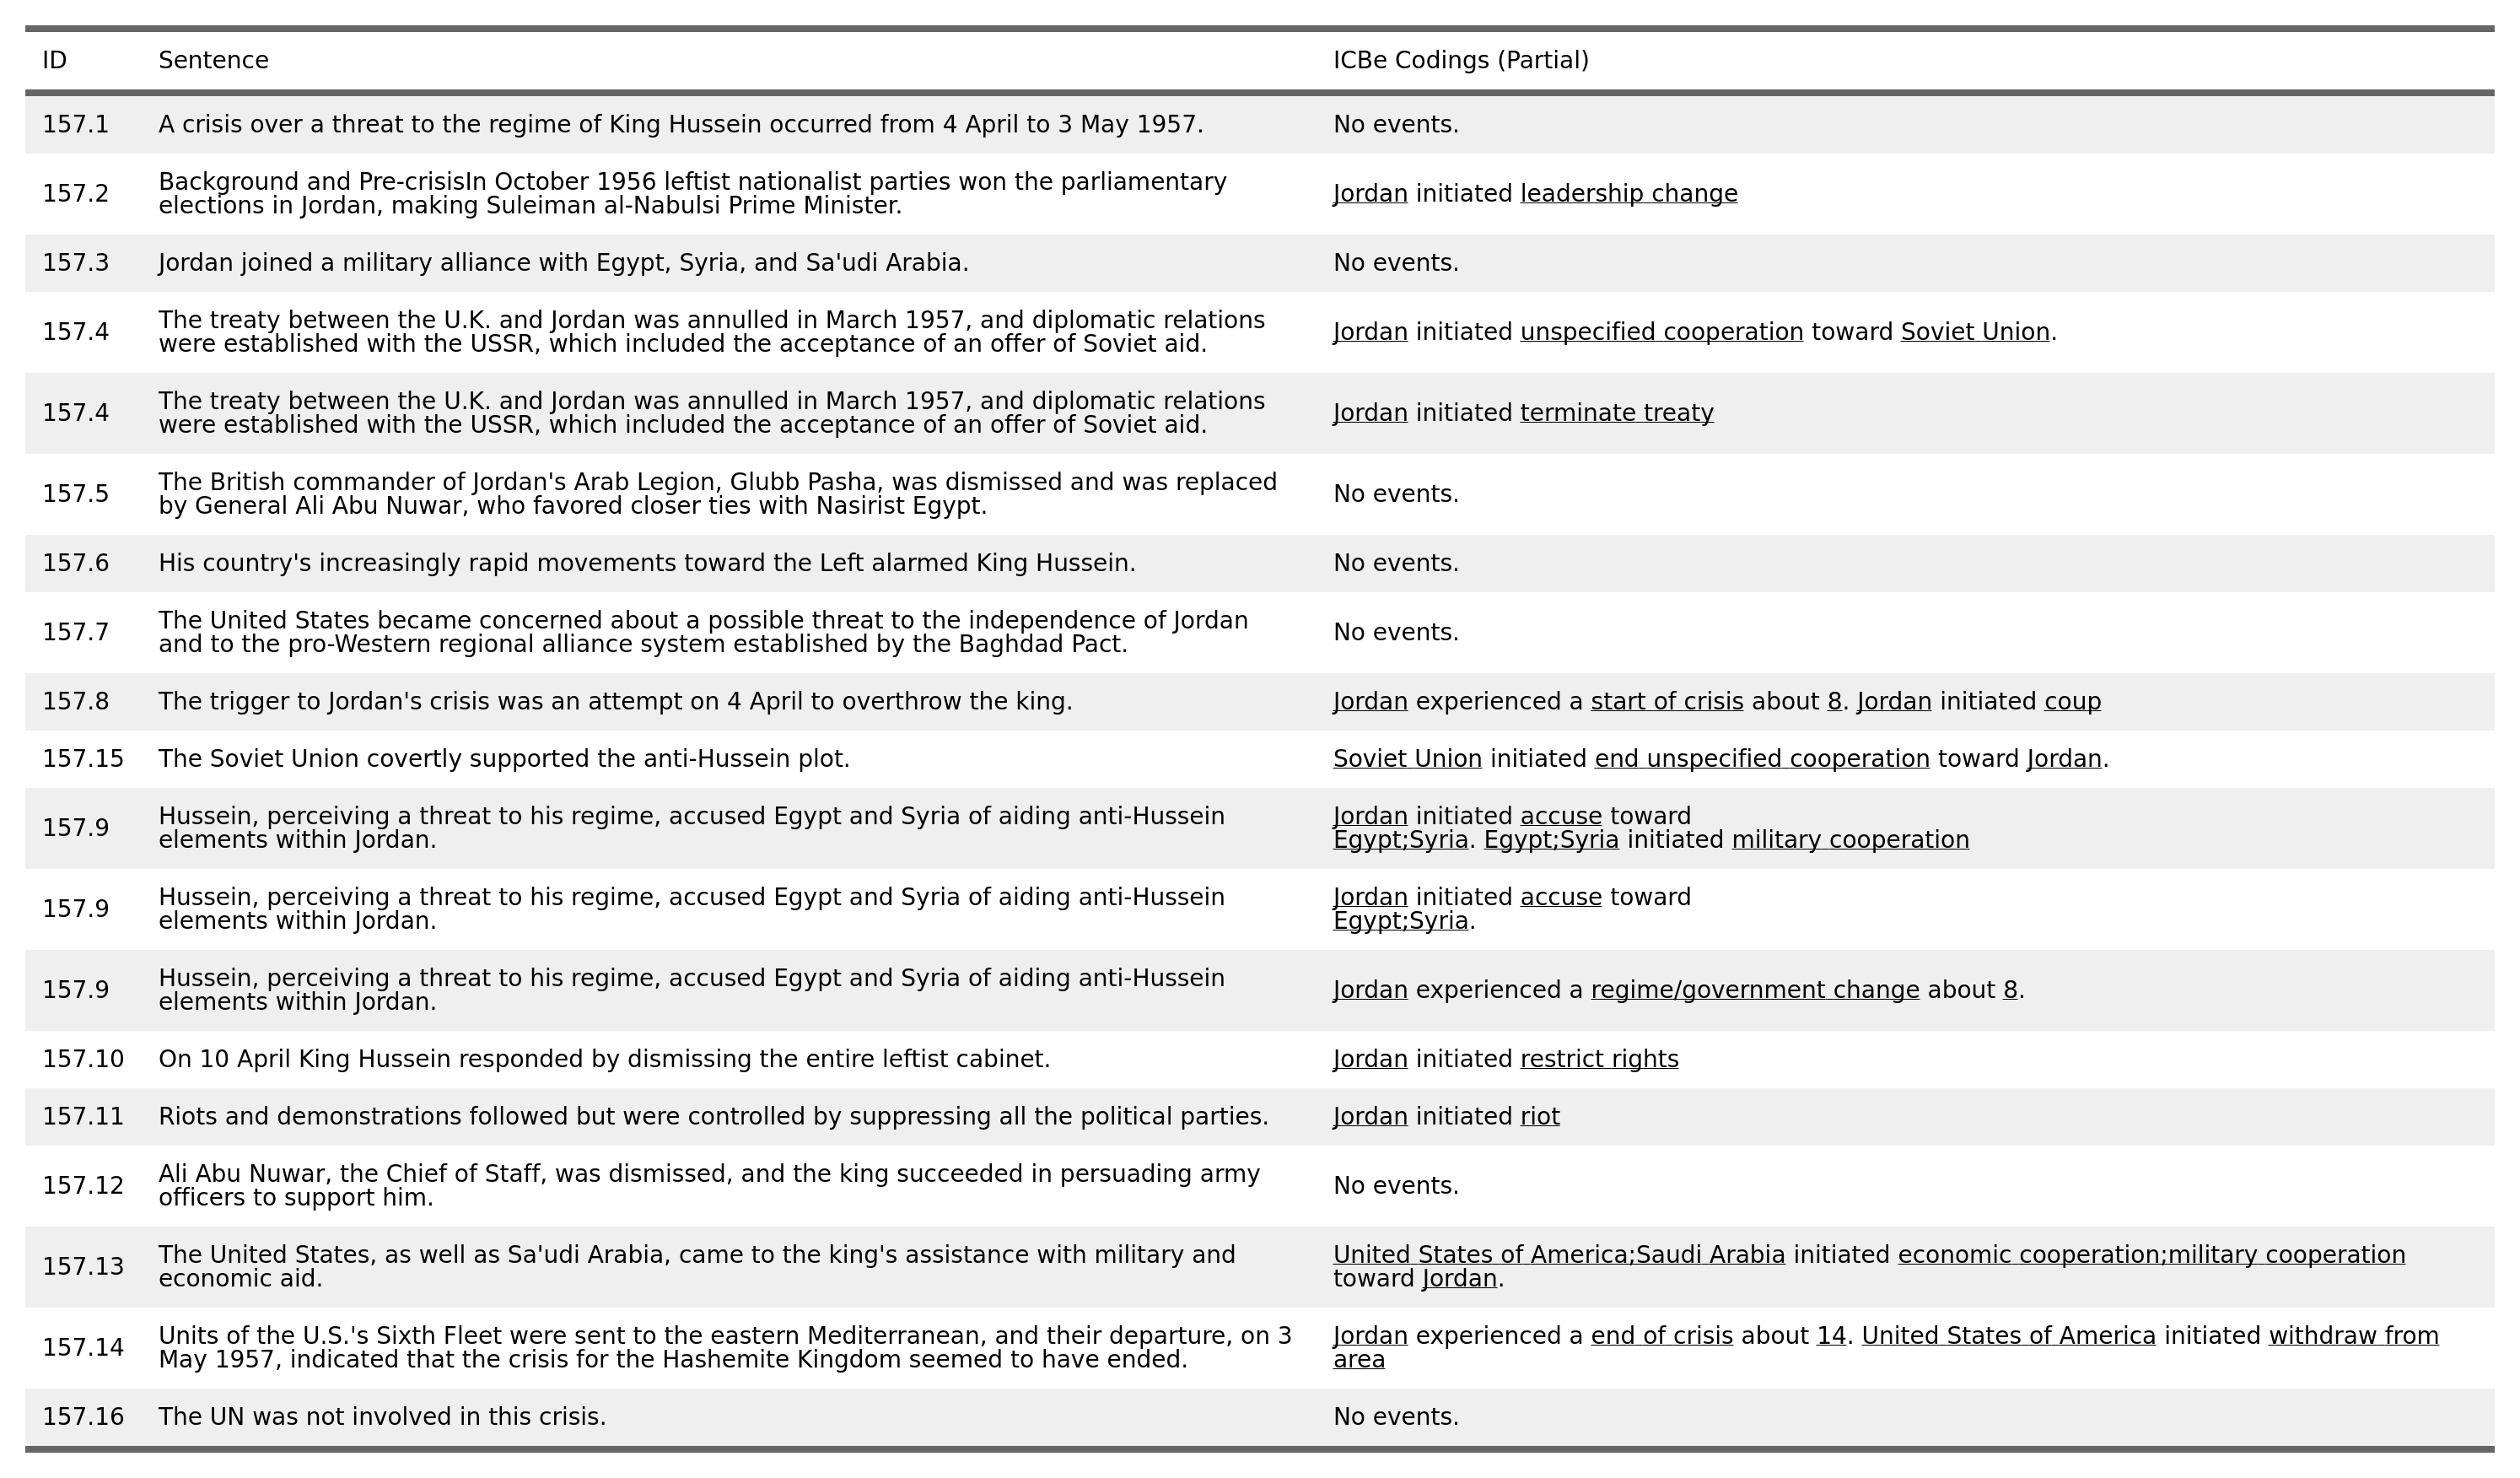 ID Sentence ICBe Codings (Partial)
157.1 A crisis over a threat to the regime of King Hussein occurred from 4 April to 3 May 1957. No events.
157.2 Background and Pre-crisisIn October 1956 leftist nationalist parties won the parliamentary
elections in Jordan, making Suleiman al-Nabulsi Prime Minister.
Jordan initiated leadership change
157.3 Jordan joined a military alliance with Egypt, Syria, and Sa'udi Arabia. No events.
157.4 The treaty between the U.K. and Jordan was annulled in March 1957, and diplomatic relations
were established with the USSR, which included the acceptance of an offer of Soviet aid.
Jordan initiated unspecified cooperation toward Soviet Union.
157.4 The treaty between the U.K. and Jordan was annulled in March 1957, and diplomatic relations
were established with the USSR, which included the acceptance of an offer of Soviet aid.
Jordan initiated terminate treaty
157.5 The British commander of Jordan's Arab Legion, Glubb Pasha, was dismissed and was replaced
by General Ali Abu Nuwar, who favored closer ties with Nasirist Egypt.
No events.
157.6 His country's increasingly rapid movements toward the Left alarmed King Hussein. No events.
157.7 The United States became concerned about a possible threat to the independence of Jordan
and to the pro-Western regional alliance system established by the Baghdad Pact.
No events.
157.8 The trigger to Jordan's crisis was an attempt on 4 April to overthrow the king. Jordan experienced a start of crisis about 8. Jordan initiated coup
157.15 The Soviet Union covertly supported the anti-Hussein plot. Soviet Union initiated end unspecified cooperation toward Jordan.
157.9 Hussein, perceiving a threat to his regime, accused Egypt and Syria of aiding anti-Hussein
elements within Jordan.
Jordan initiated accuse toward
Egypt;Syria. Egypt;Syria initiated military cooperation
157.9 Hussein, perceiving a threat to his regime, accused Egypt and Syria of aiding anti-Hussein
elements within Jordan.
Jordan initiated accuse toward
Egypt;Syria.
157.9 Hussein, perceiving a threat to his regime, accused Egypt and Syria of aiding anti-Hussein
elements within Jordan.
Jordan experienced a regime/government change about 8.
157.10 On 10 April King Hussein responded by dismissing the entire leftist cabinet. Jordan initiated restrict rights
157.11 Riots and demonstrations followed but were controlled by suppressing all the political parties. Jordan initiated riot
157.12 Ali Abu Nuwar, the Chief of Staff, was dismissed, and the king succeeded in persuading army
officers to support him.
No events.
157.13 The United States, as well as Sa'udi Arabia, came to the king's assistance with military and
economic aid.
United States of America;Saudi Arabia initiated economic cooperation;military cooperation
toward Jordan.
157.14 Units of the U.S.'s Sixth Fleet were sent to the eastern Mediterranean, and their departure, on 3
May 1957, indicated that the crisis for the Hashemite Kingdom seemed to have ended.
Jordan experienced a end of crisis about 14. United States of America initiated withdraw from
area
157.16 The UN was not involved in this crisis. No events.